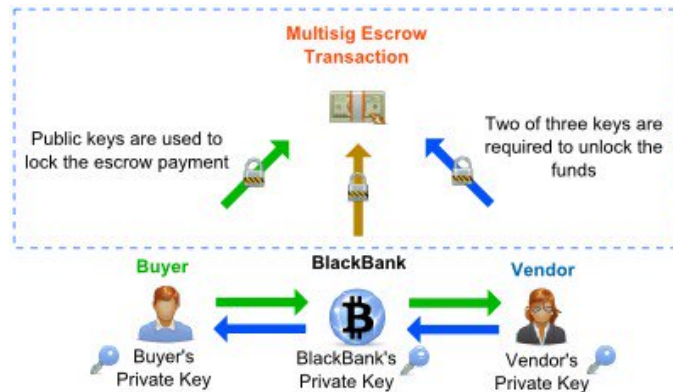 Multisig Escrow
Transaction
Public keys are used to
lock the escrow payment
Two of three keys are
required to unlock the
funds
Buyer
BlackBank
Vendor
Buyer's
Private Key
BlackBank's
Private Key
Vendor's
Private Key